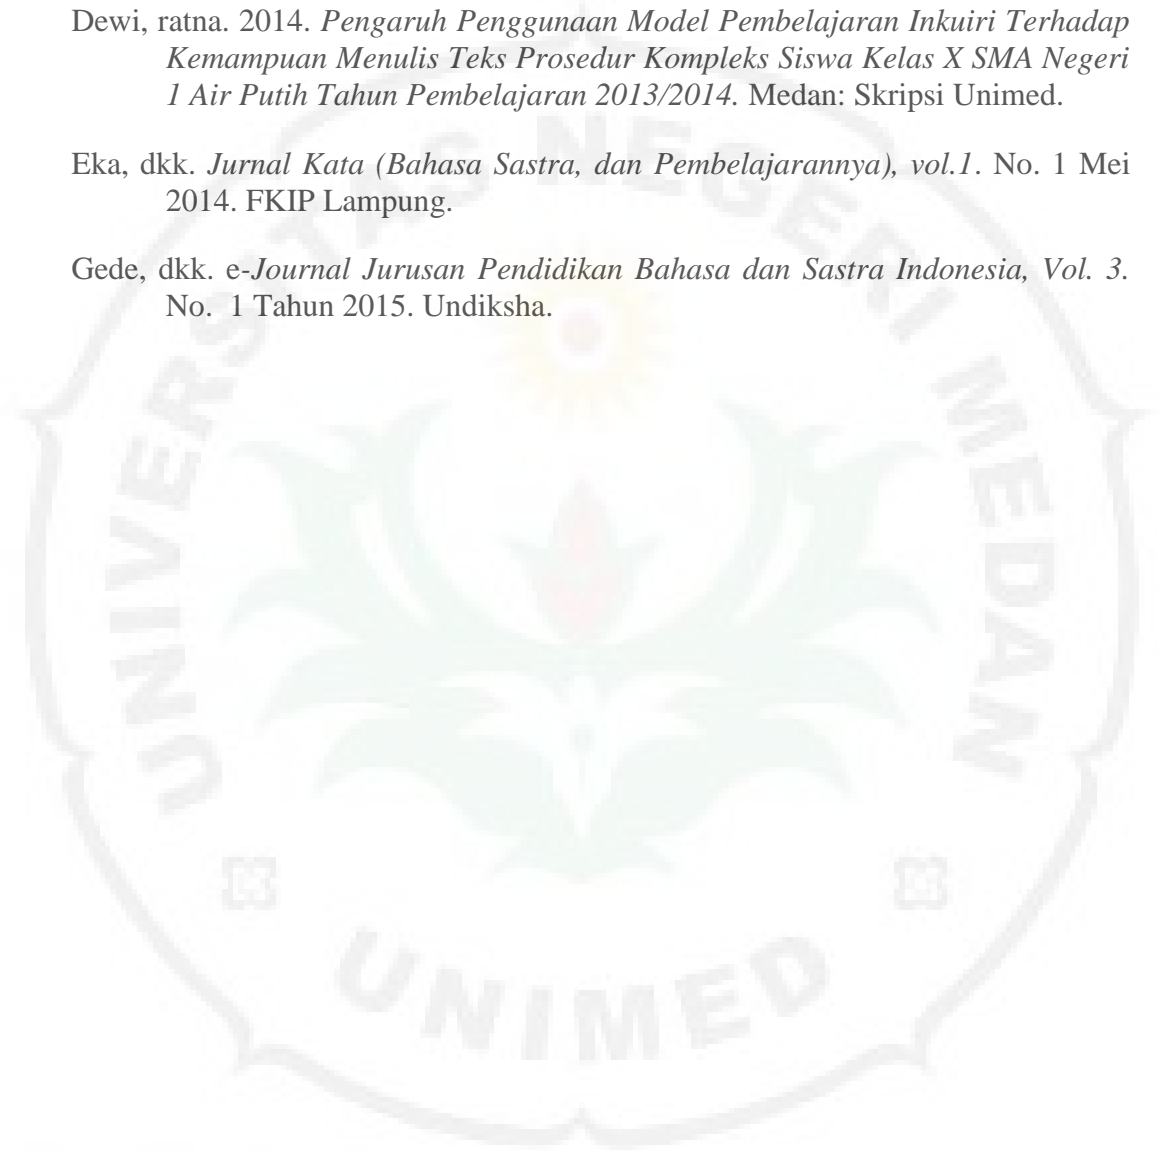 Dewi, ratna. 2014. Pengaruh Penggunaan Model Pembelajaran Inkuiri Terhadap
Kemampuan Menulis Teks Prosedur Kompleks Siswa Kelas X SMA Negeri
1 Air Putih Tahun Pembelajaran 2013/2014. Medan: Skripsi Unimed.
Eka, dkk. Jurnal Kata (Bahasa Sastra, dan Pembelajarannya), vol.1. No. 1 Mei
2014. FKIP Lampung.
Gede, dkk. e-Journal Jurusan Pendidikan Bahasa dan Sastra Indonesia, Vol. 3.
No. 1 Tahun 2015. Undiksha.
UNIVERSITAS NEGERI MEDAN
UNIMED